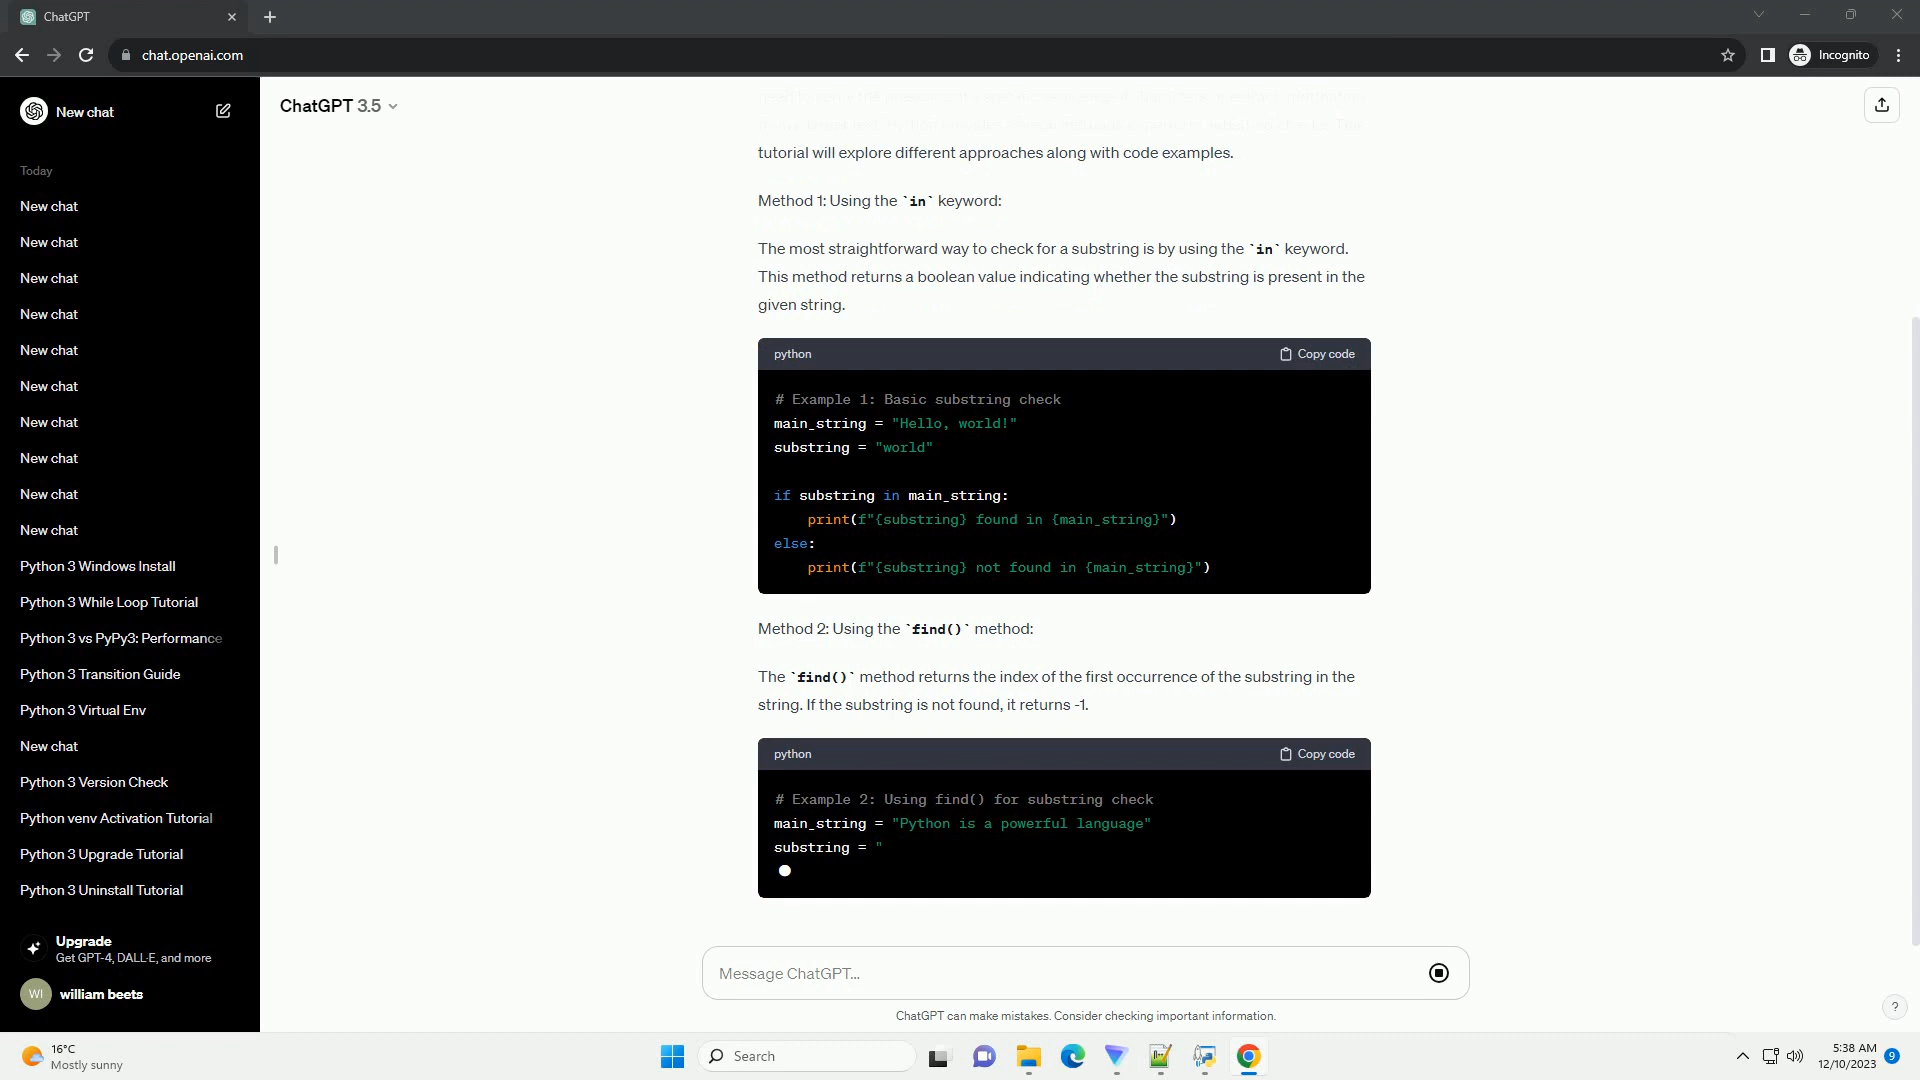 ChatGPT
chat.openai.com
Incognito
New chat
ChatGPT 3.5
Today
New chat
New chat
New chat
New chat
New chat
New chat
New chat
New chat
New chat
New chat
Python 3 Windows Install
Python 3 While Loop Tutorial
Python 3 vs PyPy3: Performance
Python 3 Transition Guide
Python 3 Virtual Env
New chat
Python 3 Version Check
Python venv Activation Tutorial
Python 3 Upgrade Tutorial
Python 3 Uninstall Tutorial
Upgrade
Get GPT-4, DALL·E, and more
WI
william beets
tutorial will explore different approaches along with code examples.
Method 1: Using the `in` keyword:
The most straightforward way to check for a substring is by using the `in` keyword.
This method returns a boolean value indicating whether the substring is present in the
given string.
python
Copy code
# Example 1: Basic substring check
main_string = "Hello, world!"
substring = "world"
if substring in main_string:
    print(f"{substring} found in {main_string}")
else:
    print(f"{substring} not found in {main_string}")
Method 2: Using the `find()` method:
The `find()` method returns the index of the first occurrence of the substring in the
string. If the substring is not found, it returns -1.
python
Copy code
# Example 2: Using find() for substring check
main_string = "Python is a powerful language"
substring = "
Message ChatGPT...
ChatGPT can make mistakes. Consider checking important information.
?
16°C
Mostly sunny
Search
5:38 AM
12/10/2023
9